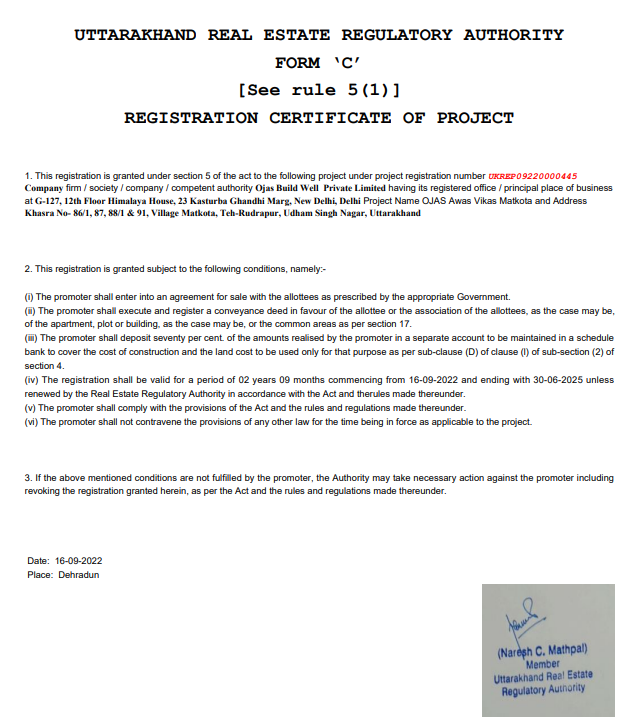 UTTARAKHAND REAL ESTATE REGULATORY AUTHORITY
FORM ‘C’
[See rule 5(1)]
REGISTRATION CERTIFICATE OF PROJECT
1. This registration is granted under section 5 of the act to the following project under project registration number UKREP09220000445
Company firm / society / company / competent authority Ojas Build Well Private Limited having its registered office / principal place of business
at G-127, 12th Floor Himalaya House, 23 Kasturba Ghandhi Marg, New Delhi, Delhi Project Name OJAS Awas Vikas Matkota and Address
Khasra No- 86/1, 87, 88/1 & 91, Village Matkota, Teh-Rudrapur, Udham Singh Nagar, Uttarakhand
2. This registration is granted subject to the following conditions, namely:-
(i) The promoter shall enter into an agreement for sale with the allottees as prescribed by the appropriate Government.
(ii) The promoter shall execute and register a conveyance deed in favour of the allottee or the association of the allottees, as the case may be,
of the apartment, plot or building, as the case may be, or the common areas as per section 17.
(iii) The promoter shall deposit seventy per cent. of the amounts realised by the promoter in a separate account to be maintained in a schedule
bank to cover the cost of construction and the land cost to be used only for that purpose as per sub-clause (D) of clause (l) of sub-section (2) of
section 4.
(iv) The registration shall be valid for a period of 02 years 09 months commencing from 16-09-2022 and ending with 30-06-2025 unless
renewed by the Real Estate Regulatory Authority in accordance with the Act and therules made thereunder.
(v) The promoter shall comply with the provisions of the Act and the rules and regulations made thereunder.
(vi) The promoter shall not contravene the provisions of any other law for the time being in force as applicable to the project.
3. If the above mentioned conditions are not fulfilled by the promoter, the Authority may take necessary action against the promoter including
revoking the registration granted herein, as per the Act and the rules and regulations made thereunder.
Date: 16-09-2022
Place: Dehradun
(Naresh C. Mathpal)
Member
Uttarakhand Real Estate
Regulatory Authority